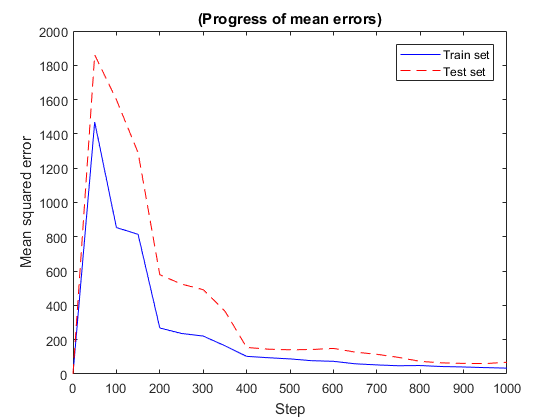 (Progress of mean errors)
2000
1800
1600
1400
1200
1000
800
600
400
200
0
Mean squared error
Train set
Test set
0 100 200 300 400 500 600 700 800 900 1000
Step